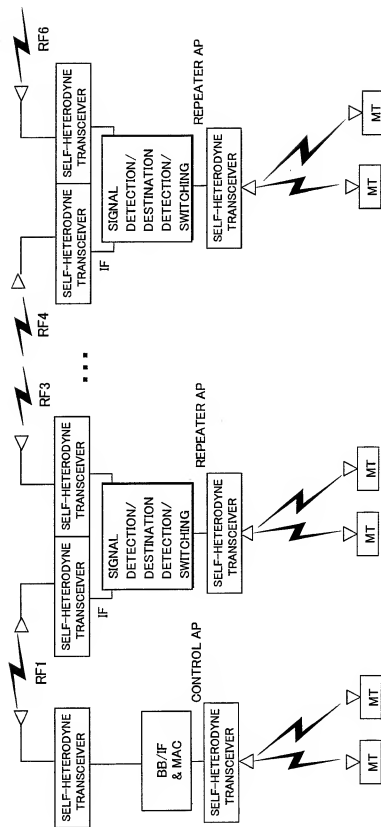 RF1
RF3
RF4
RF6
SELF-HETERODYNE
TRANSCEIVER
SELF-HETERODYNE
TRANSCEIVER
SELF-HETERODYNE
TRANSCEIVER
SELF-HETERODYNE
TRANSCEIVER
SELF-HETERODYNE
TRANSCEIVER
IF
IF
BB/IF
& MAC
SIGNAL
DETECTION/
DESTINATION
DETECTION/
SWITCHING
SIGNAL
DETECTION/
DESTINATION
DETECTION/
SWITCHING
CONTROL AP
REPEATER AP
REPEATER AP
SELF-HETERODYNE
TRANSCEIVER
SELF-HETERODYNE
TRANSCEIVER
SELF-HETERODYNE
TRANSCEIVER
MT
MT
MT
MT
MT
MT